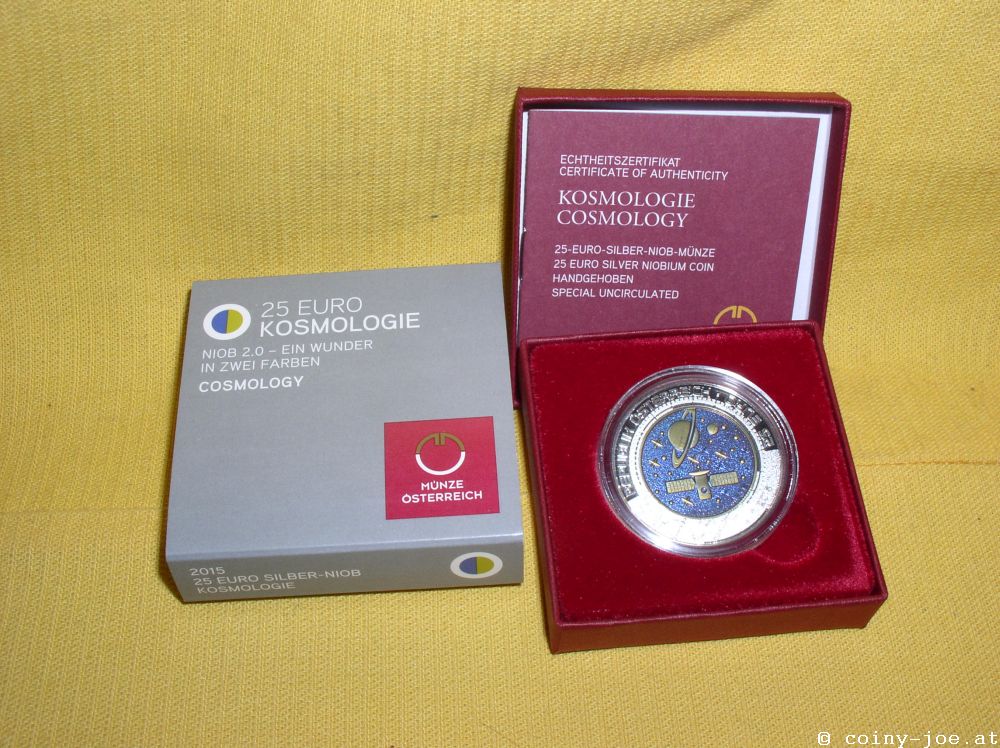 25 EURO
KOSMOLOGIE
NIOB 2.0 – EIN WUNDER
IN ZWEI FARBEN
COSMOLOGY
MÜNZE
ÖSTERREICH
2015
25 EURO SILBER-NIOB
KOSMOLOGIE
ECHTHEITSZERTIFIKAT
CERTIFICATE OF AUTHENTICITY
KOSMOLOGIE
COSMOLOGY
25-EURO-SILBER-NIOB-MÜNZE
25 EURO SILVER NIOBIUM COIN
HANDGEHOBEN
SPECIAL UNCIRCULATED
REPUBLIK ÖSTERREICH
© coiny-joe.at